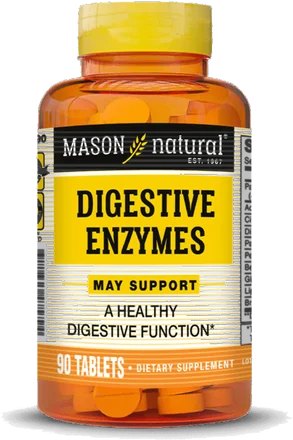 MASON natural®
EST. 1967
DIGESTIVE
ENZYMES
MAY SUPPORT
A HEALTHY
DIGESTIVE FUNCTION*
90 TABLETS • DIETARY SUPPLEMENT